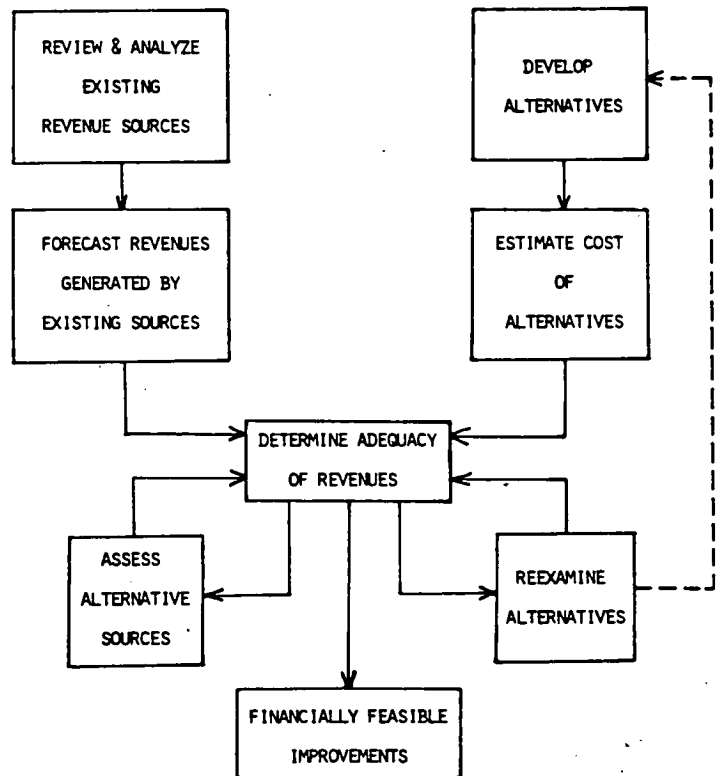 REVIEW & ANALYZE
EXISTING
REVENUE SOURCES
DEVELOP
ALTERNATIVES
FORECAST REVENUES
GENERATED BY
EXISTING SOURCES
ESTIMATE COST
OF
ALTERNATIVES
DETERMINE ADEQUACY
OF REVENUES
ASSESS
ALTERNATIVE
SOURCES
REEXAMINE
ALTERNATIVES
FINANCIALLY FEASIBLE
IMPROVEMENTS